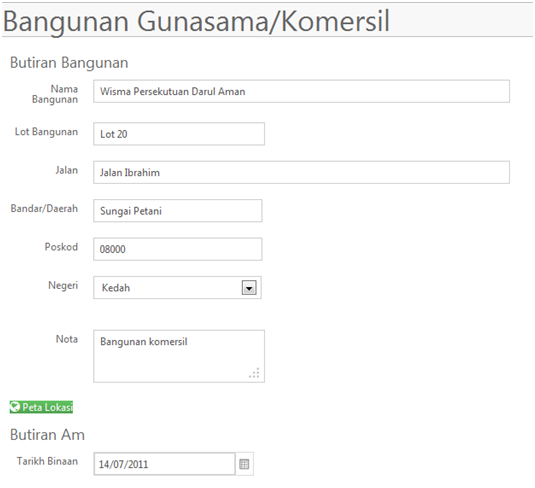 Bangunan Gunasama/Komersil
Butiran Bangunan
Nama
Bangunan
Wisma Persekutuan Darul Aman
Lot Bangunan
Lot 20
Jalan
Jalan Ibrahim
Bandar/Daerah
Sungai Petani
Poskod
08000
Negeri
Kedah
Nota
Bangunan komersil
Peta Lokasi
Butiran Am
Tarikh Binaan
14/07/2011